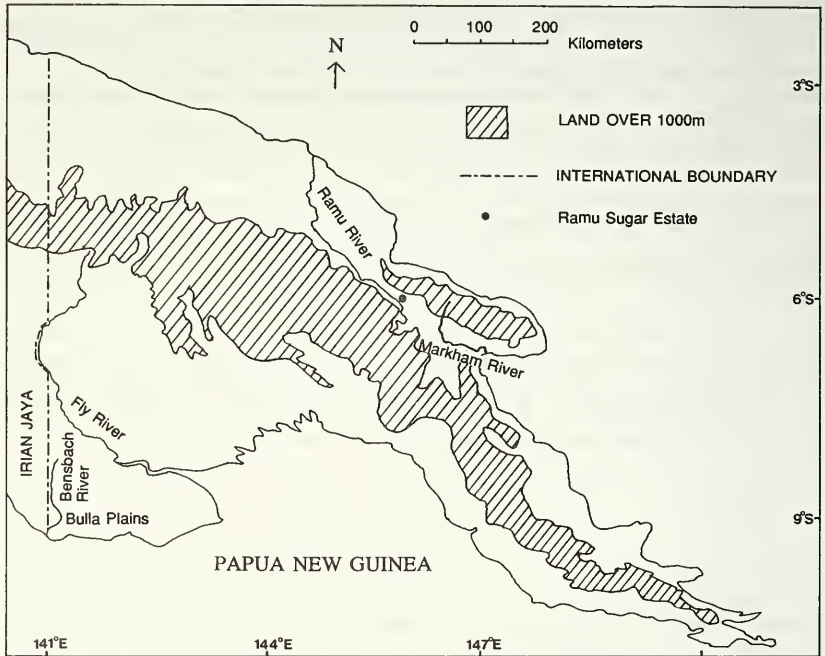 0 100 200
Kilometers
N
3°S
LAND OVER 1000m
INTERNATIONAL BOUNDARY
Ramu Sugar Estate
Ramu River
6°S
Markham River
IRIAN JAYA
Fly River
Bensbach
River
Bulla Plains
9°S
PAPUA NEW GUINEA
141°E 144°E 147°E